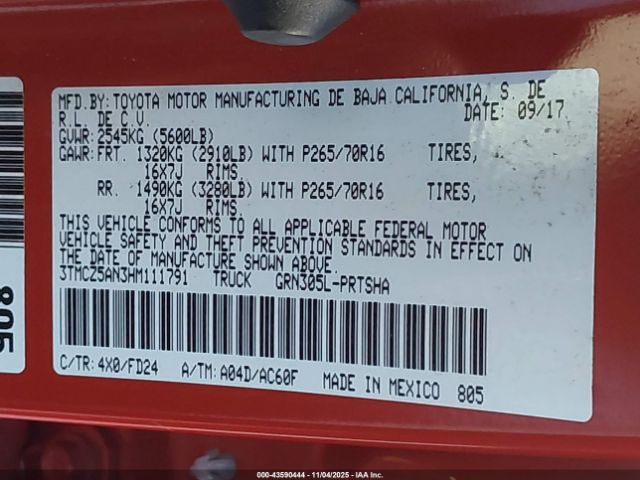 MFD.BY:TOYOTA MOTOR MANUFACTURING DE BAJA CALIFORNIA, S. DE
R.L. DE C.V. DATE: 09/17
GVWR:2545KG (5600LB)
GAWR:FRT. 1320KG (2910LB) WITH P265/70R16 TIRES,
16X7J RIMS.
RR. 1490KG (3280LB) WITH P265/70R16 TIRES,
16X7J RIMS.
THIS VEHICLE CONFORMS TO ALL APPLICABLE FEDERAL MOTOR
VEHICLE SAFETY AND THEFT PREVENTION STANDARDS IN EFFECT ON
THE DATE OF MANUFACTURE SHOWN ABOVE.
3TMCZ5AN3HM111791 TRUCK GRN305L-PRTSHA
C/TR: 4X0/FD24 A/TM: A04D/AC60F MADE IN MEXICO 805
805
000-43590444 - 11/04/2025 - IAA Inc.